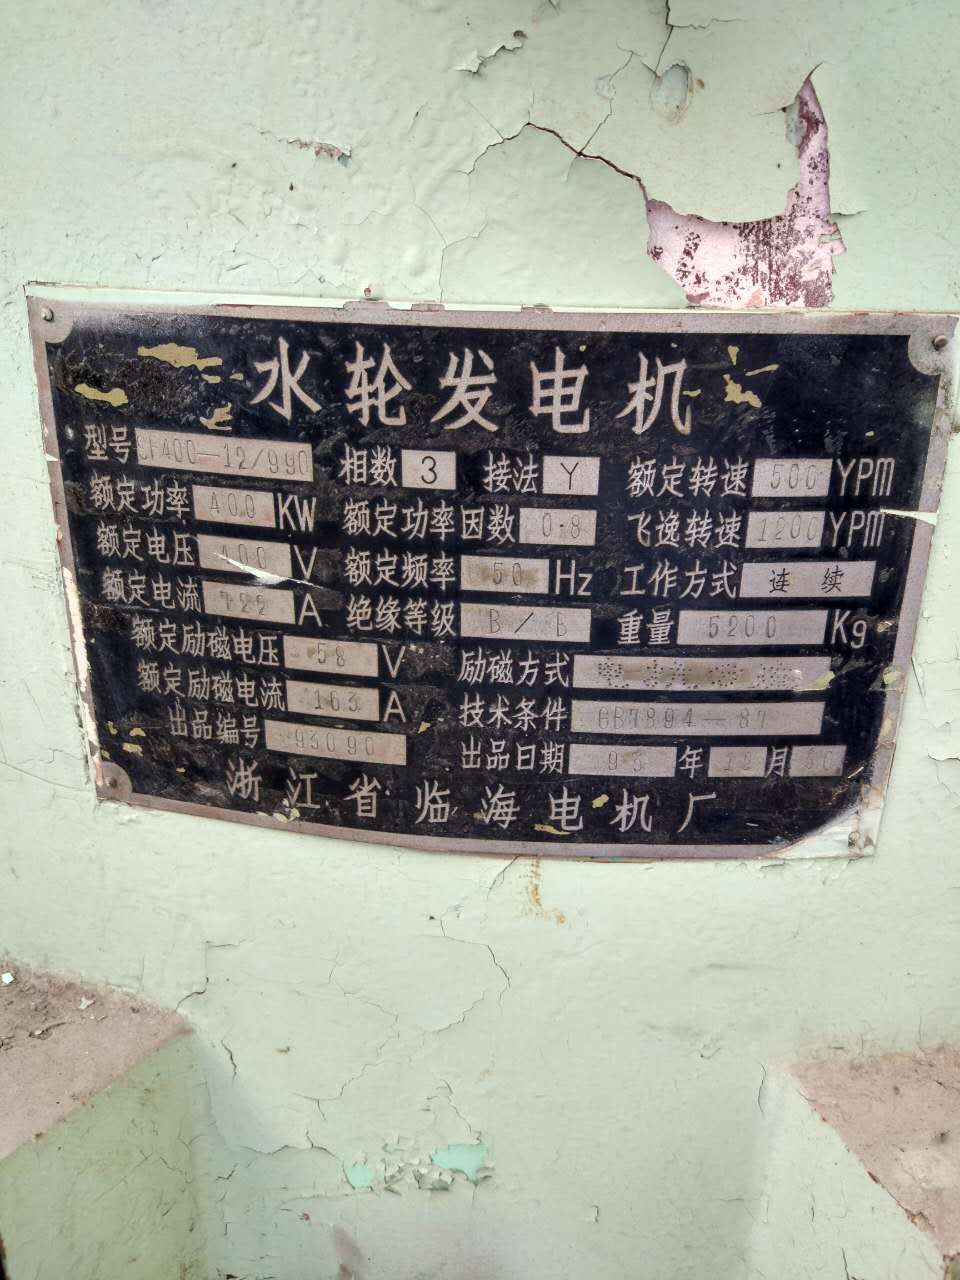 水轮发电机
型号 SF400-12/990 相数 3 接法 Y 额定转速 500 YPM
额定功率 400 KW 额定功率因数 0.8 飞逸转速 1200 YPM
额定电压 400 V 额定频率 50 Hz 工作方式 连续
额定电流 722 A 绝缘等级 B/B 重量 5200 Kg
额定励磁电压 58 V 励磁方式
额定励磁电流 163 A 技术条件 GB7894-87
出品编号 93090 出品日期 93 年 12 月
浙江省临海电机厂